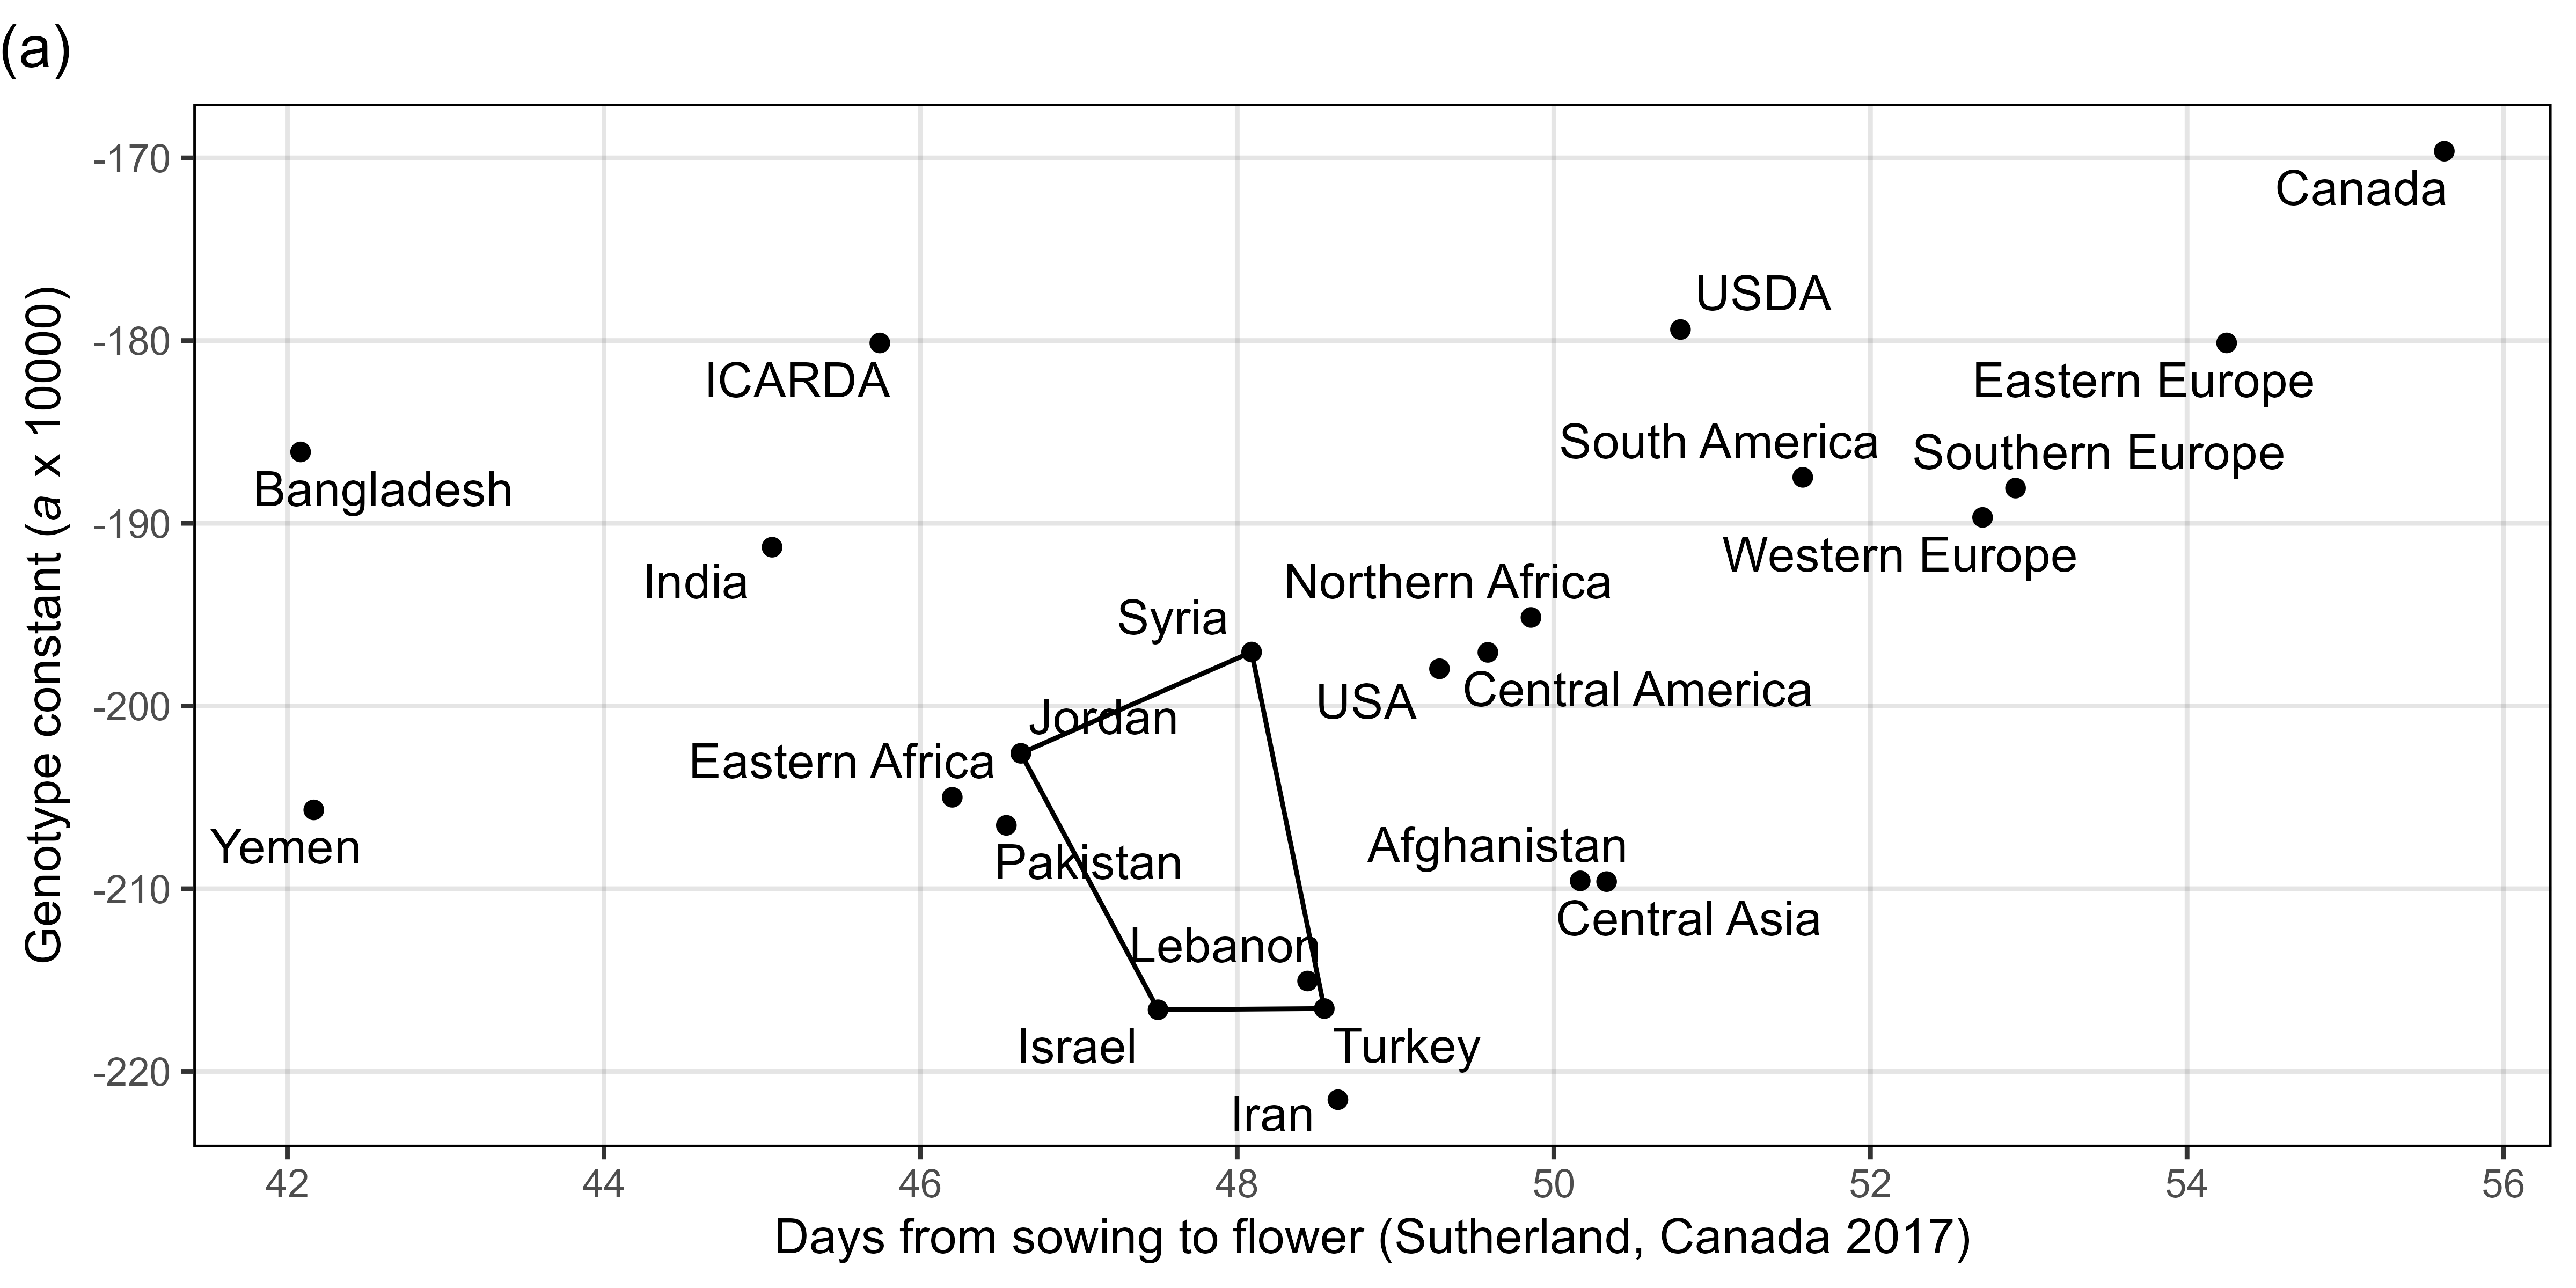 (a)
Genotype constant (a x 10000)
-170
-180
-190
-200
-210
-220
Canada
USDA
ICARDA
Eastern Europe
South America
Southern Europe
Bangladesh
Western Europe
India
Northern Africa
Syria
USA
Central America
Jordan
Eastern Africa
Yemen
Pakistan
Afghanistan
Central Asia
Lebanon
Israel
Turkey
Iran
42 44 46 48 50 52 54 56
Days from sowing to flower (Sutherland, Canada 2017)